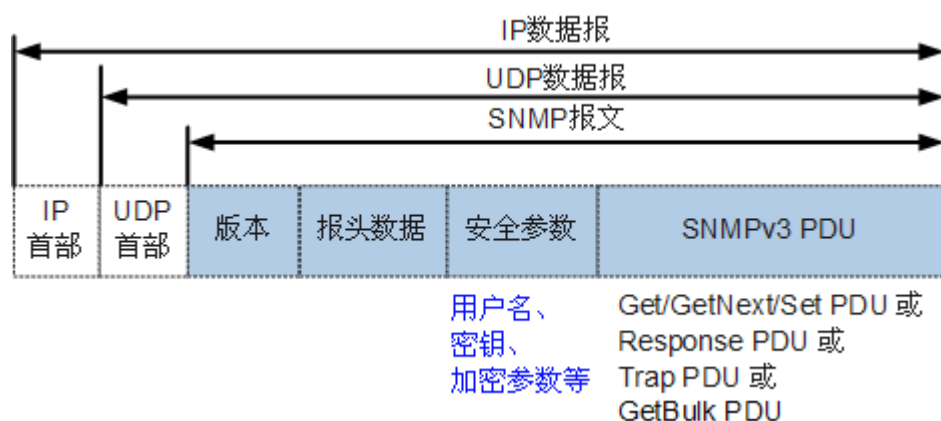 IP数据报
UDP数据报
SNMP报文
IP
首部
UDP
首部
版本
报头数据
安全参数
SNMPv3 PDU
用户名、
密钥、
加密参数等
Get/GetNext/Set PDU 或
Response PDU 或
Trap PDU 或
GetBulk PDU